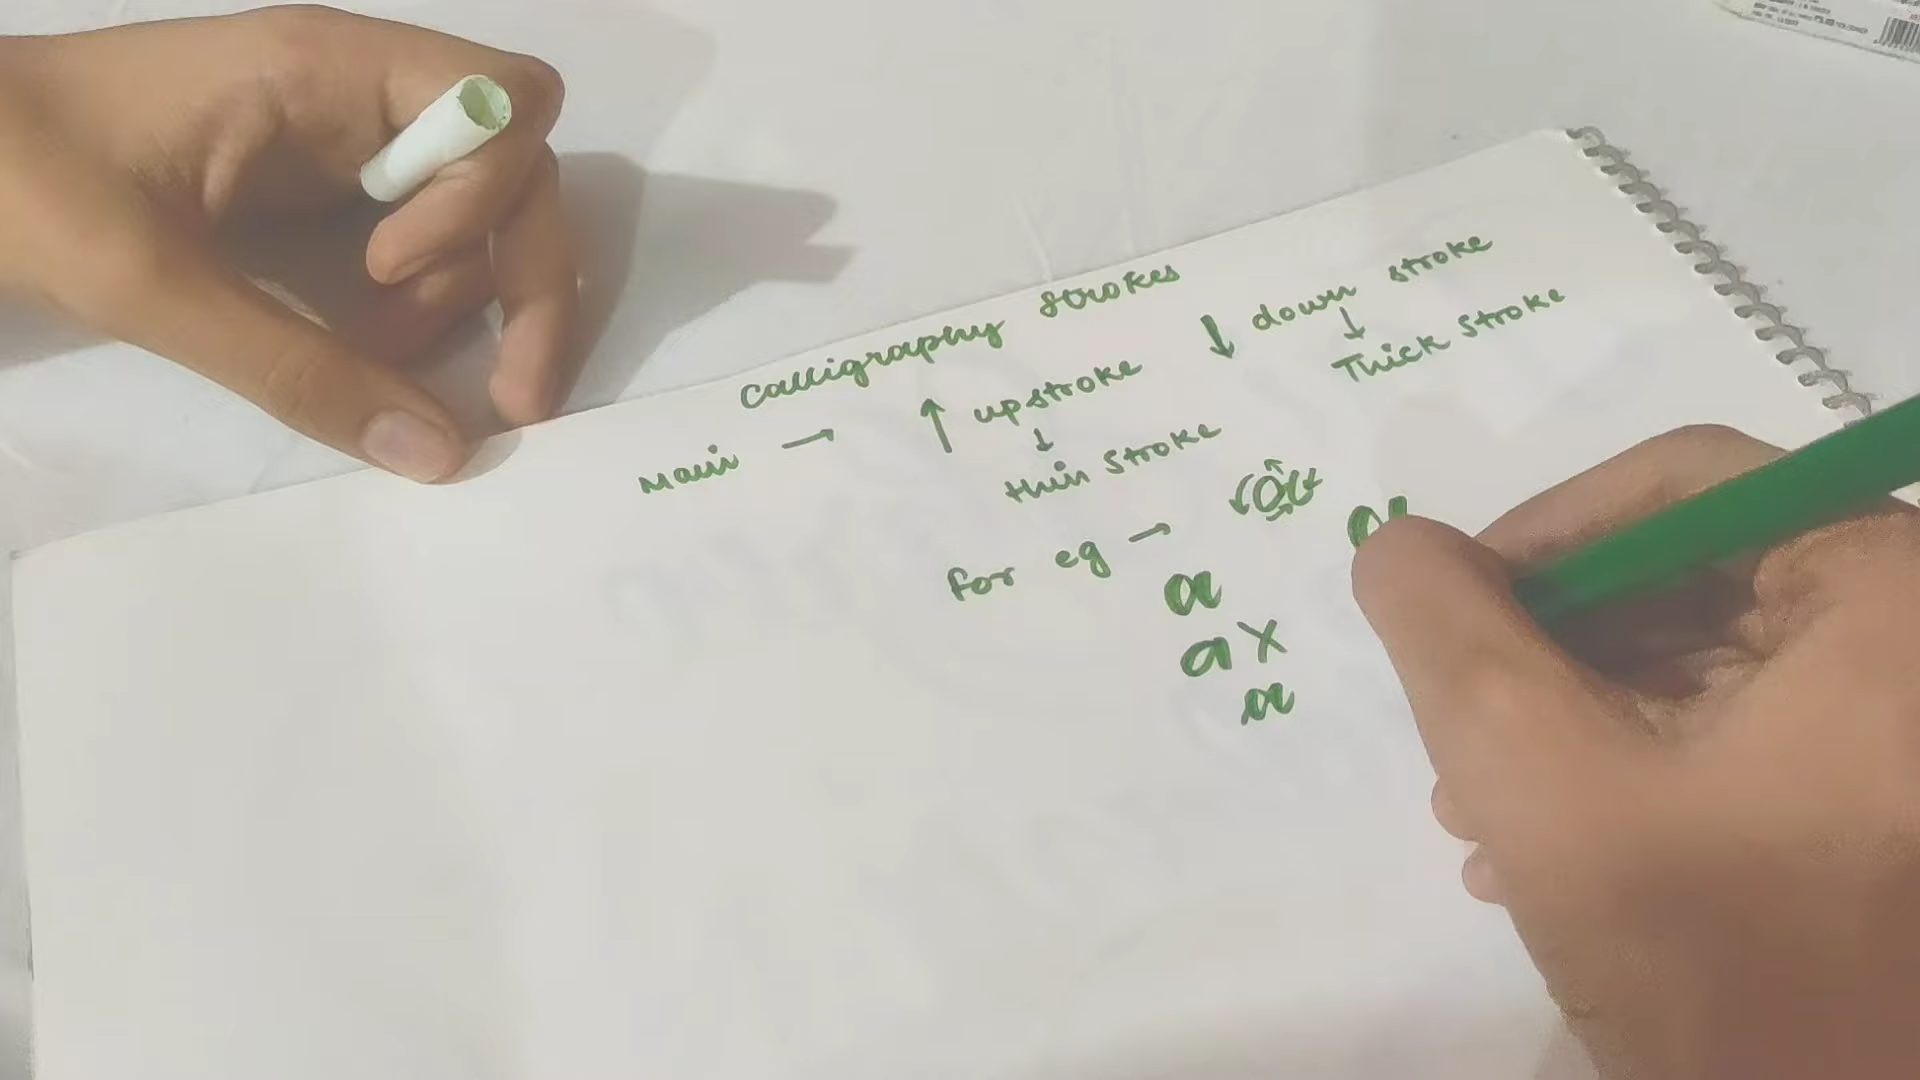 Calligraphy Strokes
Main → ↑ upstroke ↓ down stroke
↓ ↓
thin Stroke Thick Stroke
for eg → a a
a
a X
a